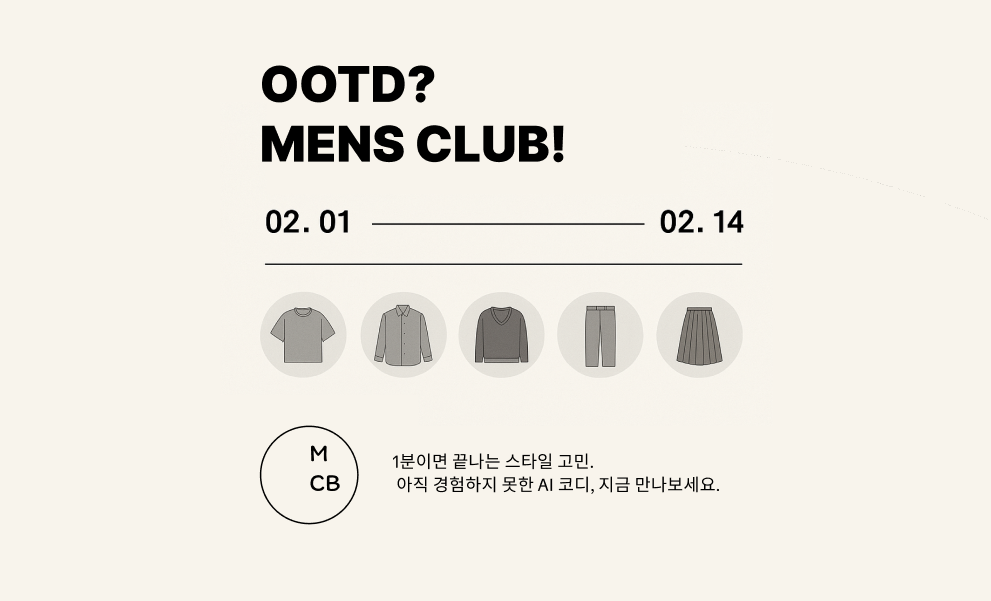 OOTD?
MENS CLUB!
02. 01 02. 14
M
CB
1분이면 끝나는 스타일 고민.
아직 경험하지 못한 AI 코디, 지금 만나보세요.